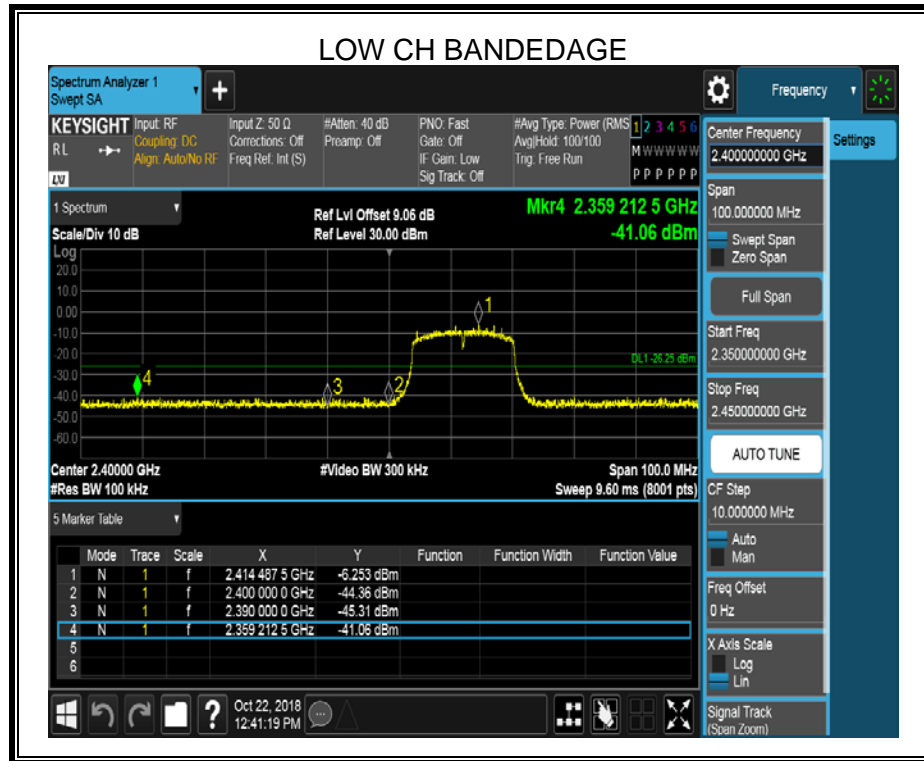 LOW CH BANDEDAGE
Spectrum Analyzer 1
Swept SA
Frequency
KEYSIGHT
RL
LXI
Input: RF
Coupling: DC
Align: Auto/No RF
Input Z: 50 Ω
Corrections: Off
Freq Ref: Int (S)
#Atten: 40 dB
Preamp: Off
PNO: Fast
Gate: Off
IF Gain: Low
Sig Track: Off
#Avg Type: Power (RMS
Avg|Hold: 100/100
Trig: Free Run
1 2 3 4 5 6
M W W W W W
P P P P P P
1 Spectrum
Scale/Div 10 dB
Ref Lvl Offset 9.06 dB
Ref Level 30.00 dBm
Mkr4 2.359 212 5 GHz
-41.06 dBm
Log
20.0
10.0
0.00
-10.0
-20.0
-30.0
-40.0
-50.0
-60.0
1
DL1 -26.25 dBm
4
3
2
Center 2.40000 GHz
#Res BW 100 kHz
#Video BW 300 kHz
Span 100.0 MHz
Sweep 9.60 ms (8001 pts)
5 Marker Table
Mode Trace Scale X Y Function Function Width Function Value
1 N 1 f 2.414 487 5 GHz -6.253 dBm
2 N 1 f 2.400 000 0 GHz -44.36 dBm
3 N 1 f 2.390 000 0 GHz -45.31 dBm
4 N 1 f 2.359 212 5 GHz -41.06 dBm
5
6
?
Oct 22, 2018
12:41:19 PM
Center Frequency
2.400000000 GHz
Settings
Span
100.000000 MHz
Swept Span
Zero Span
Full Span
Start Freq
2.350000000 GHz
Stop Freq
2.450000000 GHz
AUTO TUNE
CF Step
10.000000 MHz
Auto
Man
Freq Offset
0 Hz
X Axis Scale
Log
Lin
Signal Track
(Span Zoom)